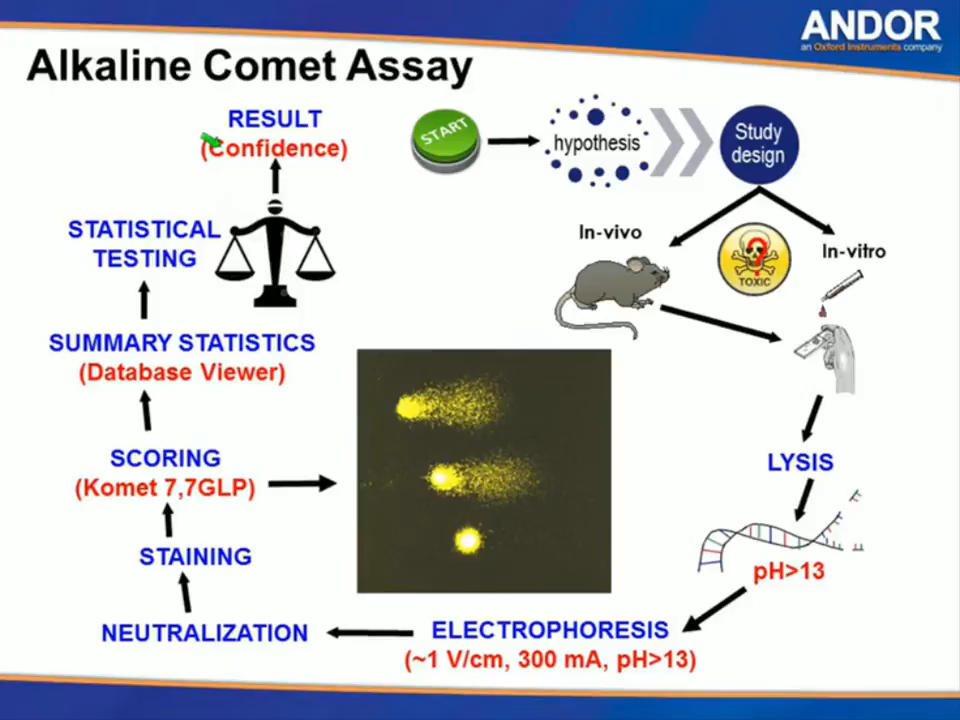 ANDOR
an Oxford Instruments company
Alkaline Comet Assay
START
hypothesis
Study
design
In-vivo
In-vitro
?
TOXIC
LYSIS
pH>13
ELECTROPHORESIS
(~1 V/cm, 300 mA, pH>13)
NEUTRALIZATION
STAINING
SCORING
(Komet 7,7GLP)
SUMMARY STATISTICS
(Database Viewer)
STATISTICAL
TESTING
RESULT
(Confidence)